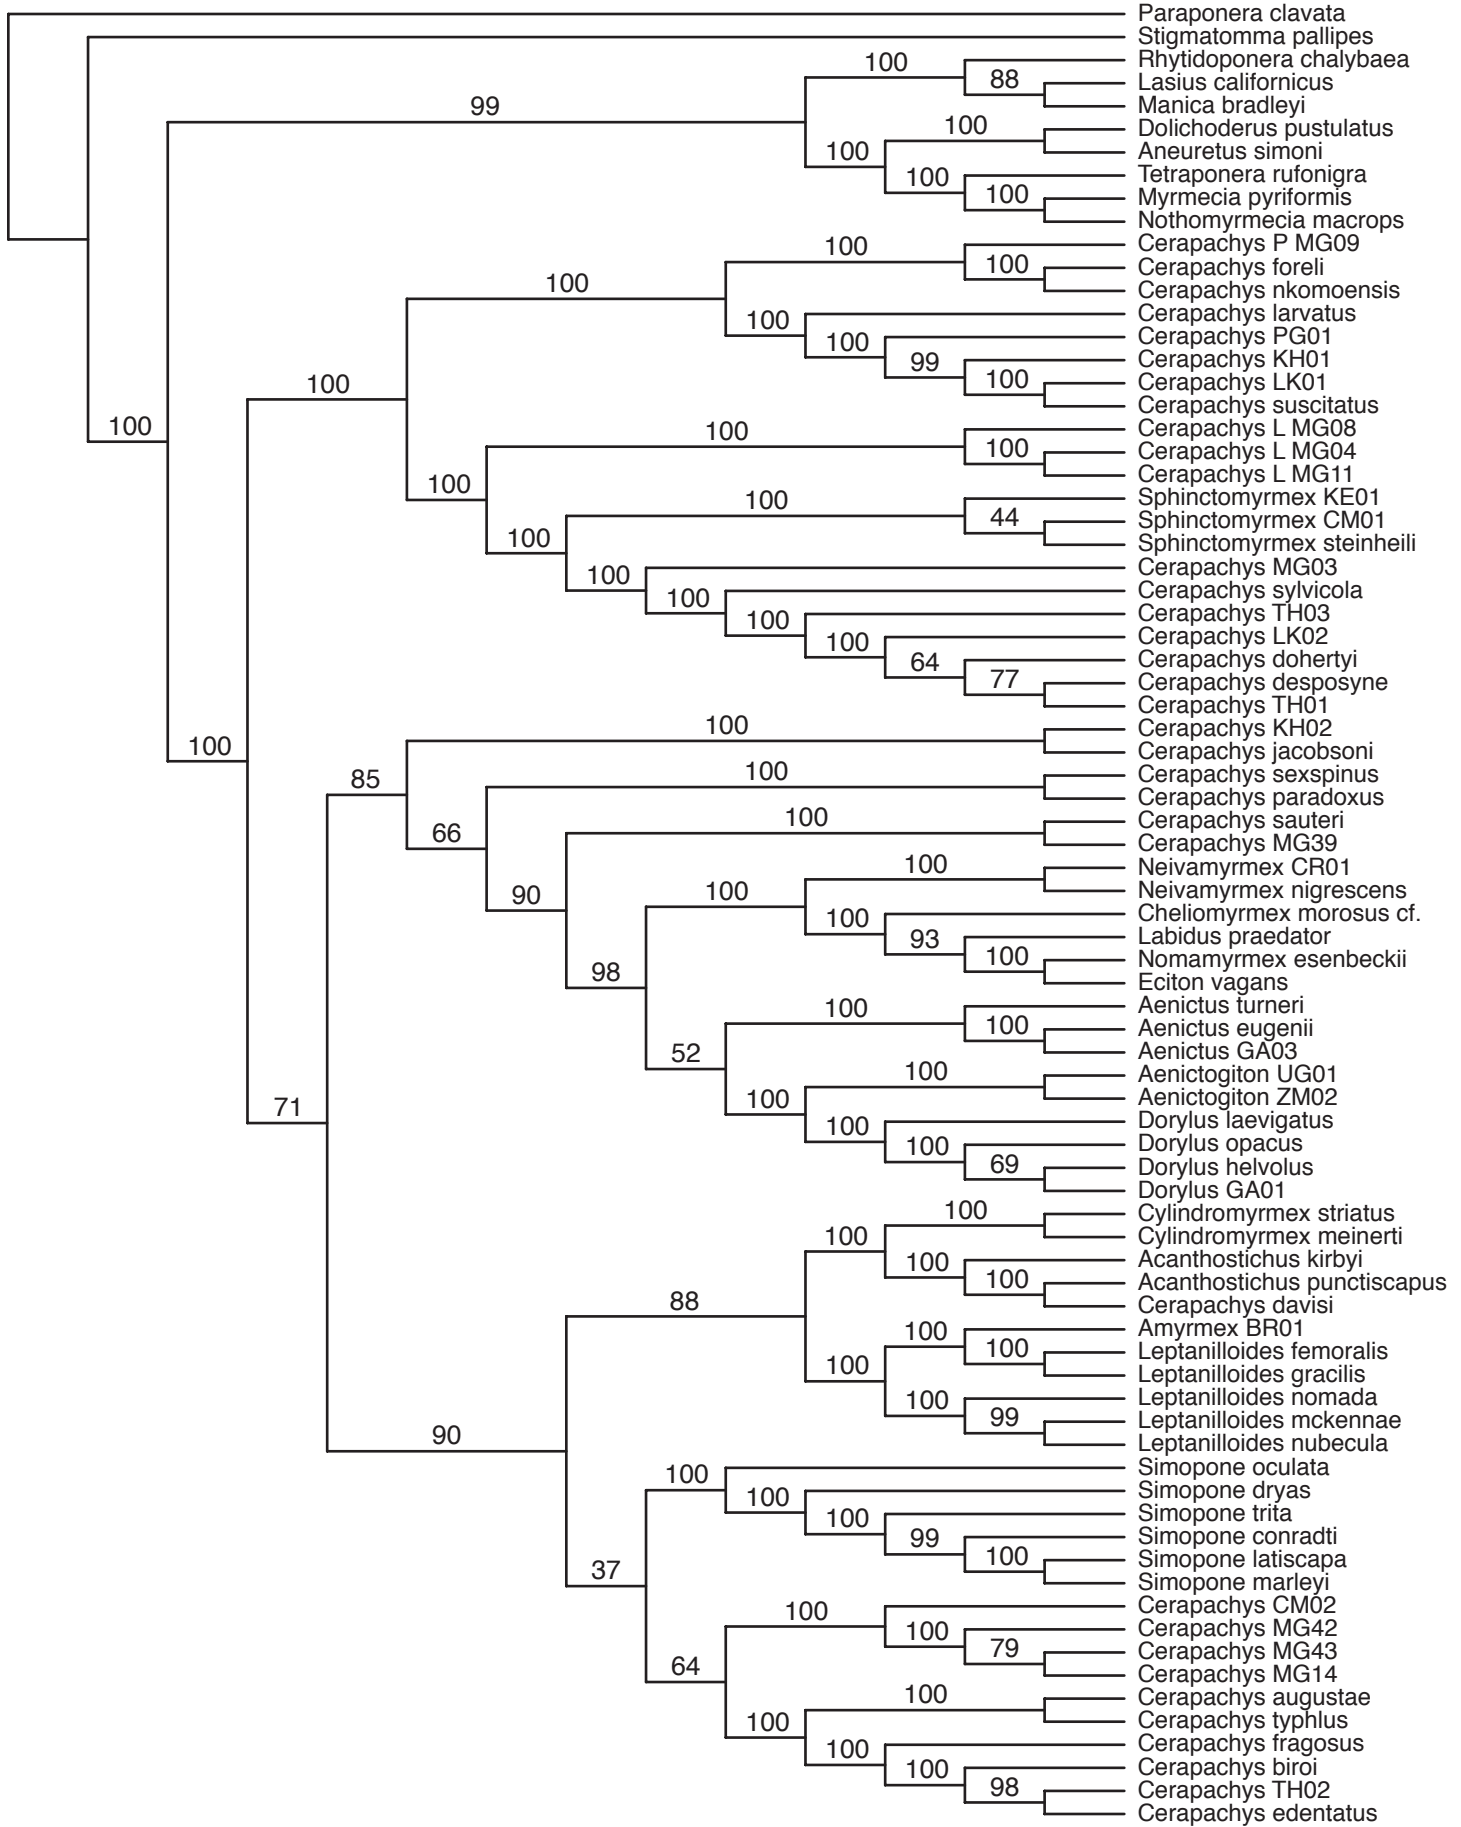 Paraponera clavata
Stigmatomma pallipes
Rhytidoponera chalybaea
100
Lasius californicus
88
Manica bradleyi
99
Dolichoderus pustulatus
100
Aneuretus simoni
100
Tetraponera rufonigra
100
Myrmecia pyriformis
100
Nothomyrmecia macrops
Cerapachys P MG09
100
Cerapachys foreli
100
Cerapachys nkomoensis
100
Cerapachys larvatus
100
Cerapachys PG01
100
Cerapachys KH01
99
Cerapachys LK01
100
100
Cerapachys suscitatus
100
Cerapachys L MG08
100
Cerapachys L MG04
100
Cerapachys L MG11
100
Sphinctomyrmex KE01
100
Sphinctomyrmex CM01
44
Sphinctomyrmex steinheili
100
Cerapachys MG03
100
Cerapachys sylvicola
100
Cerapachys TH03
100
Cerapachys LK02
100
Cerapachys dohertyi
64
Cerapachys desposyne
77
Cerapachys TH01
Cerapachys KH02
100
Cerapachys jacobsoni
100
Cerapachys sexspinus
100
85
Cerapachys paradoxus
Cerapachys sauteri
100
66
Cerapachys MG39
Neivamyrmex CR01
100
Neivamyrmex nigrescens
100
90
Cheliomyrmex morosus cf.
100
Labidus praedator
93
Nomamyrmex esenbeckii
100
Eciton vagans
98
Aenictus turneri
100
Aenictus eugenii
100
Aenictus GA03
52
Aenictogiton UG01
100
Aenictogiton ZM02
100
71
Dorylus laevigatus
100
Dorylus opacus
100
Dorylus helvolus
69
Dorylus GA01
Cylindromyrmex striatus
100
Cylindromyrmex meinerti
100
Acanthostichus kirbyi
100
Acanthostichus punctiscapus
100
Cerapachys davisi
88
Amyrmex BR01
100
Leptanilloides femoralis
100
Leptanilloides gracilis
100
Leptanilloides nomada
100
Leptanilloides mckennae
99
Leptanilloides nubecula
90
Simopone oculata
100
Simopone dryas
100
Simopone trita
100
Simopone conradti
99
Simopone latiscapa
100
Simopone marleyi
37
Cerapachys CM02
100
Cerapachys MG42
100
Cerapachys MG43
79
Cerapachys MG14
64
Cerapachys augustae
100
Cerapachys typhlus
100
Cerapachys fragosus
100
Cerapachys biroi
100
Cerapachys TH02
98
Cerapachys edentatus